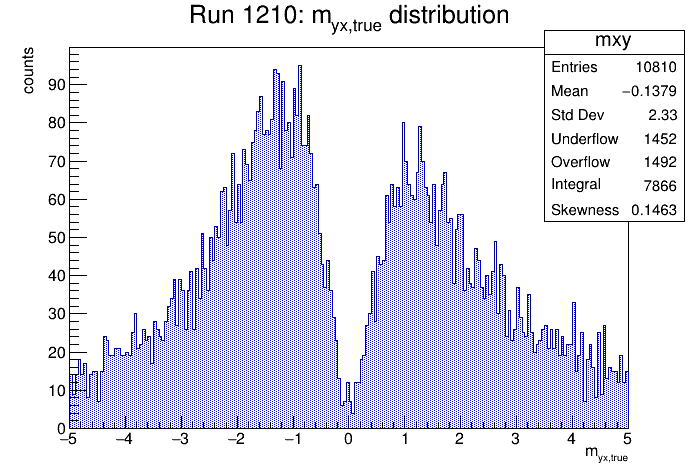 Run 1210: m_yx,true distribution
mxy
Entries 10810
Mean −0.1379
Std Dev 2.33
Underflow 1452
Overflow 1492
Integral 7866
Skewness 0.1463
counts
90
80
70
60
50
40
30
20
10
0
−5 −4 −3 −2 −1 0 1 2 3 4 5
m_yx,true